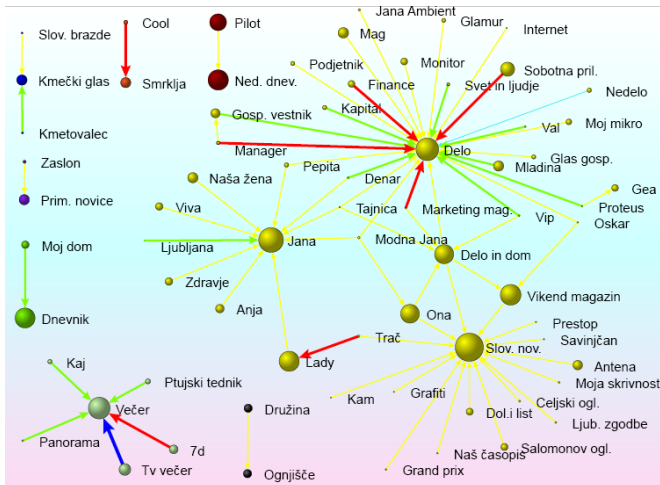 Jana Ambient
Cool
Pilot
Glamur
Slov. brazde
Mag
Internet
Podjetnik
Monitor
Sobotna pril.
Kmečki glas
Smrklja
Ned. dnev.
Finance
Svet in ljudje
Nedelo
Gosp. vestnik
Kapital
Val
Moj mikro
Kmetovalec
Manager
Delo
Glas gosp.
Zaslon
Naša žena
Pepita
Denar
Mladina
Gea
Prim. novice
Viva
Tajnica
Marketing mag.
Vip
Proteus
Oskar
Moj dom
Ljubljana
Jana
Modna Jana
Delo in dom
Zdravje
Vikend magazin
Dnevnik
Anja
Ona
Prestop
Trač
Slov. nov.
Savinjčan
Kaj
Lady
Antena
Ptujski tednik
Moja skrivnost
Večer
Družina
Kam
Grafiti
Celjski ogl.
Dol.i list
Ljub. zgodbe
Panorama
7d
Naš časopis
Salomonov ogl.
Tv večer
Ognjišče
Grand prix